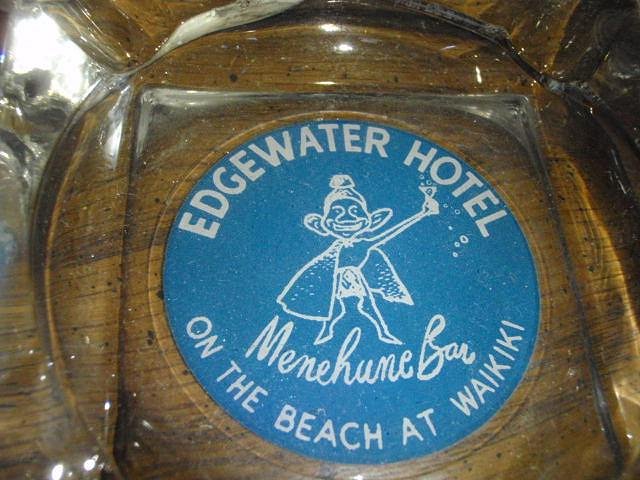 EDGEWATER HOTEL
Menehune Bar
ON THE BEACH AT WAIKIKI